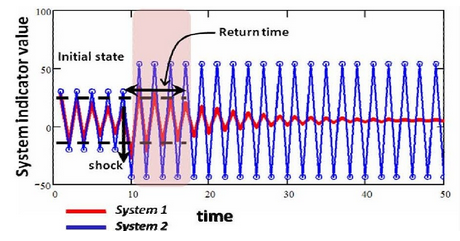 100
Return time
Initial state
50
System Indicator value
0
shock
-50
0
10
20
30
40
50
System 1
time
System 2